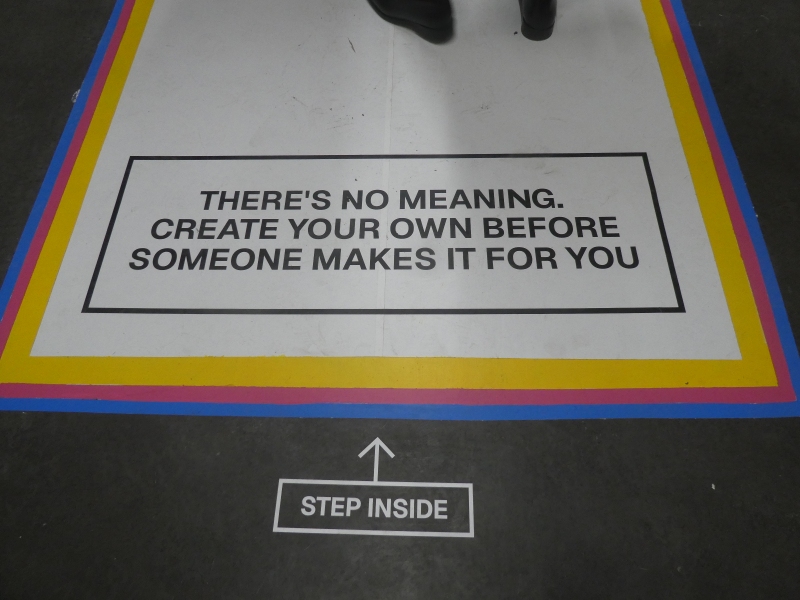 THERE'S NO MEANING.
CREATE YOUR OWN BEFORE
SOMEONE MAKES IT FOR YOU
STEP INSIDE